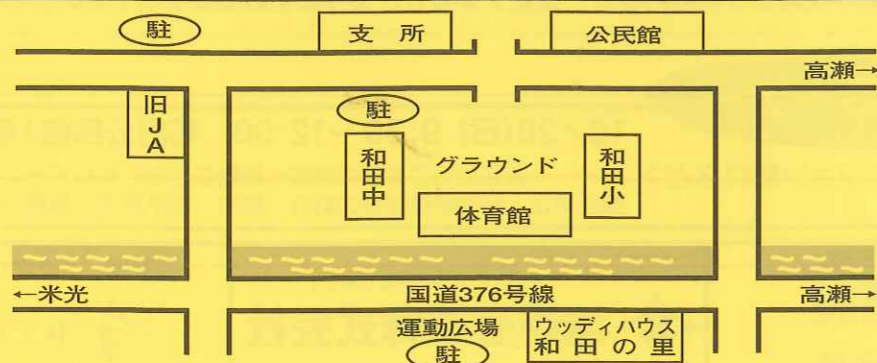 駐
支所
公民館
高瀬→
旧JA
駐
和田中
グラウンド
和田小
体育館
←米光
国道376号線
高瀬→
運動広場
ウッディハウス
和田の里
駐